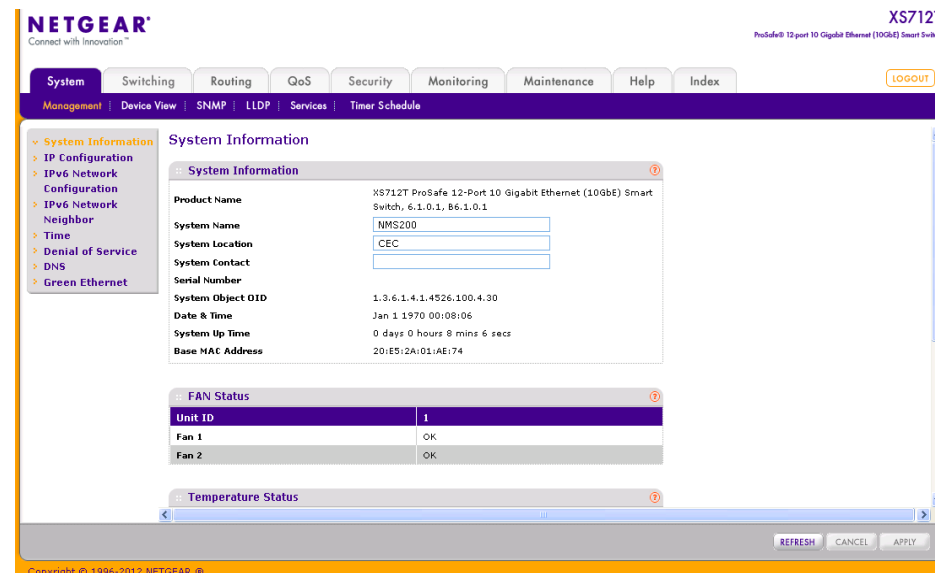 NETGEAR®
Connect with Innovation™
XS712T
ProSafe® 12-port 10 Gigabit Ethernet (10GbE) Smart
System Switching Routing QoS Security Monitoring Maintenance Help Index LOGOUT
Management Device View SNMP LLDP Services Timer Schedule
System Information
IP Configuration
IPv6 Network
Configuration
IPv6 Network
Neighbor
Time
Denial of Service
DNS
Green Ethernet
System Information
System Information
Product Name XS712T ProSafe 12-Port 10 Gigabit Ethernet (10GbE) Smart
Switch, 6.1.0.1, B6.1.0.1
System Name NMS200
System Location CEC
System Contact
Serial Number
System Object OID 1.3.6.1.4.1.4526.100.4.30
Date & Time Jan 1 1970 00:08:06
System Up Time 0 days 0 hours 8 mins 6 secs
Base MAC Address 20:E5:2A:01:AE:74
FAN Status
Unit ID 1
Fan 1 OK
Fan 2 OK
Temperature Status
REFRESH CANCEL APPLY
Copyright © 1996-2012 NETGEAR ®